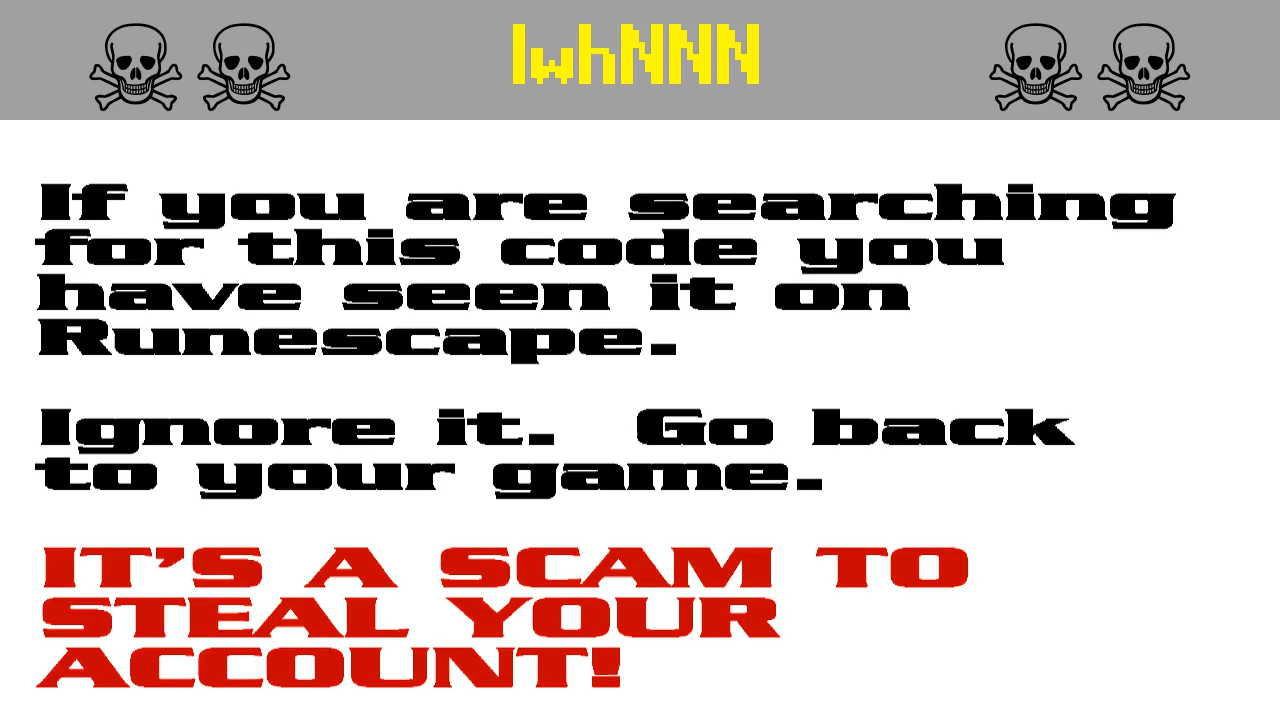 lwhNNN
If you are searching
for this code you
have seen it on
Runescape.
Ignore it. Go back
to your game.
IT'S A SCAM TO
STEAL YOUR
ACCOUNT!